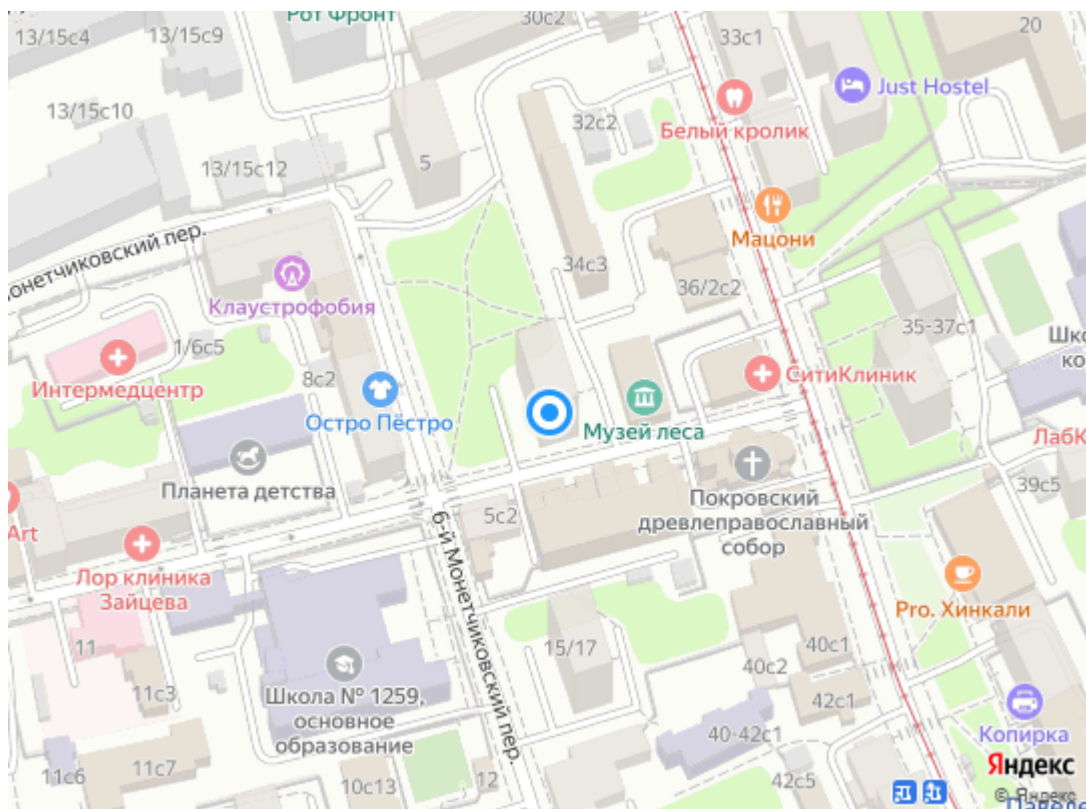 Рот Фронт
30с2
13/15с4
13/15с9
33с1
20
Just Hostel
13/15с10
32с2
Белый кролик
5
13/15с12
Мацони
Монетчиковский пер.
34с3
36/2с2
Клаустрофобия
35-37с1
1/6с5
Интермедцентр
8с2
СитиКлиник
Остро Пёстро
Музей леса
Планета детства
Покровский
древлеправославный
собор
39с5
Art
5с2
6-й Монетчиковский пер.
Лор клиника
Зайцева
Pro. Хинкали
11
15/17
40с1
40с2
11с3
Школа № 1259,
основное
образование
42с1
40-42с1
Копирка
11с6
11с7
10с13
12
42с5
Яндекс
© Яндекс